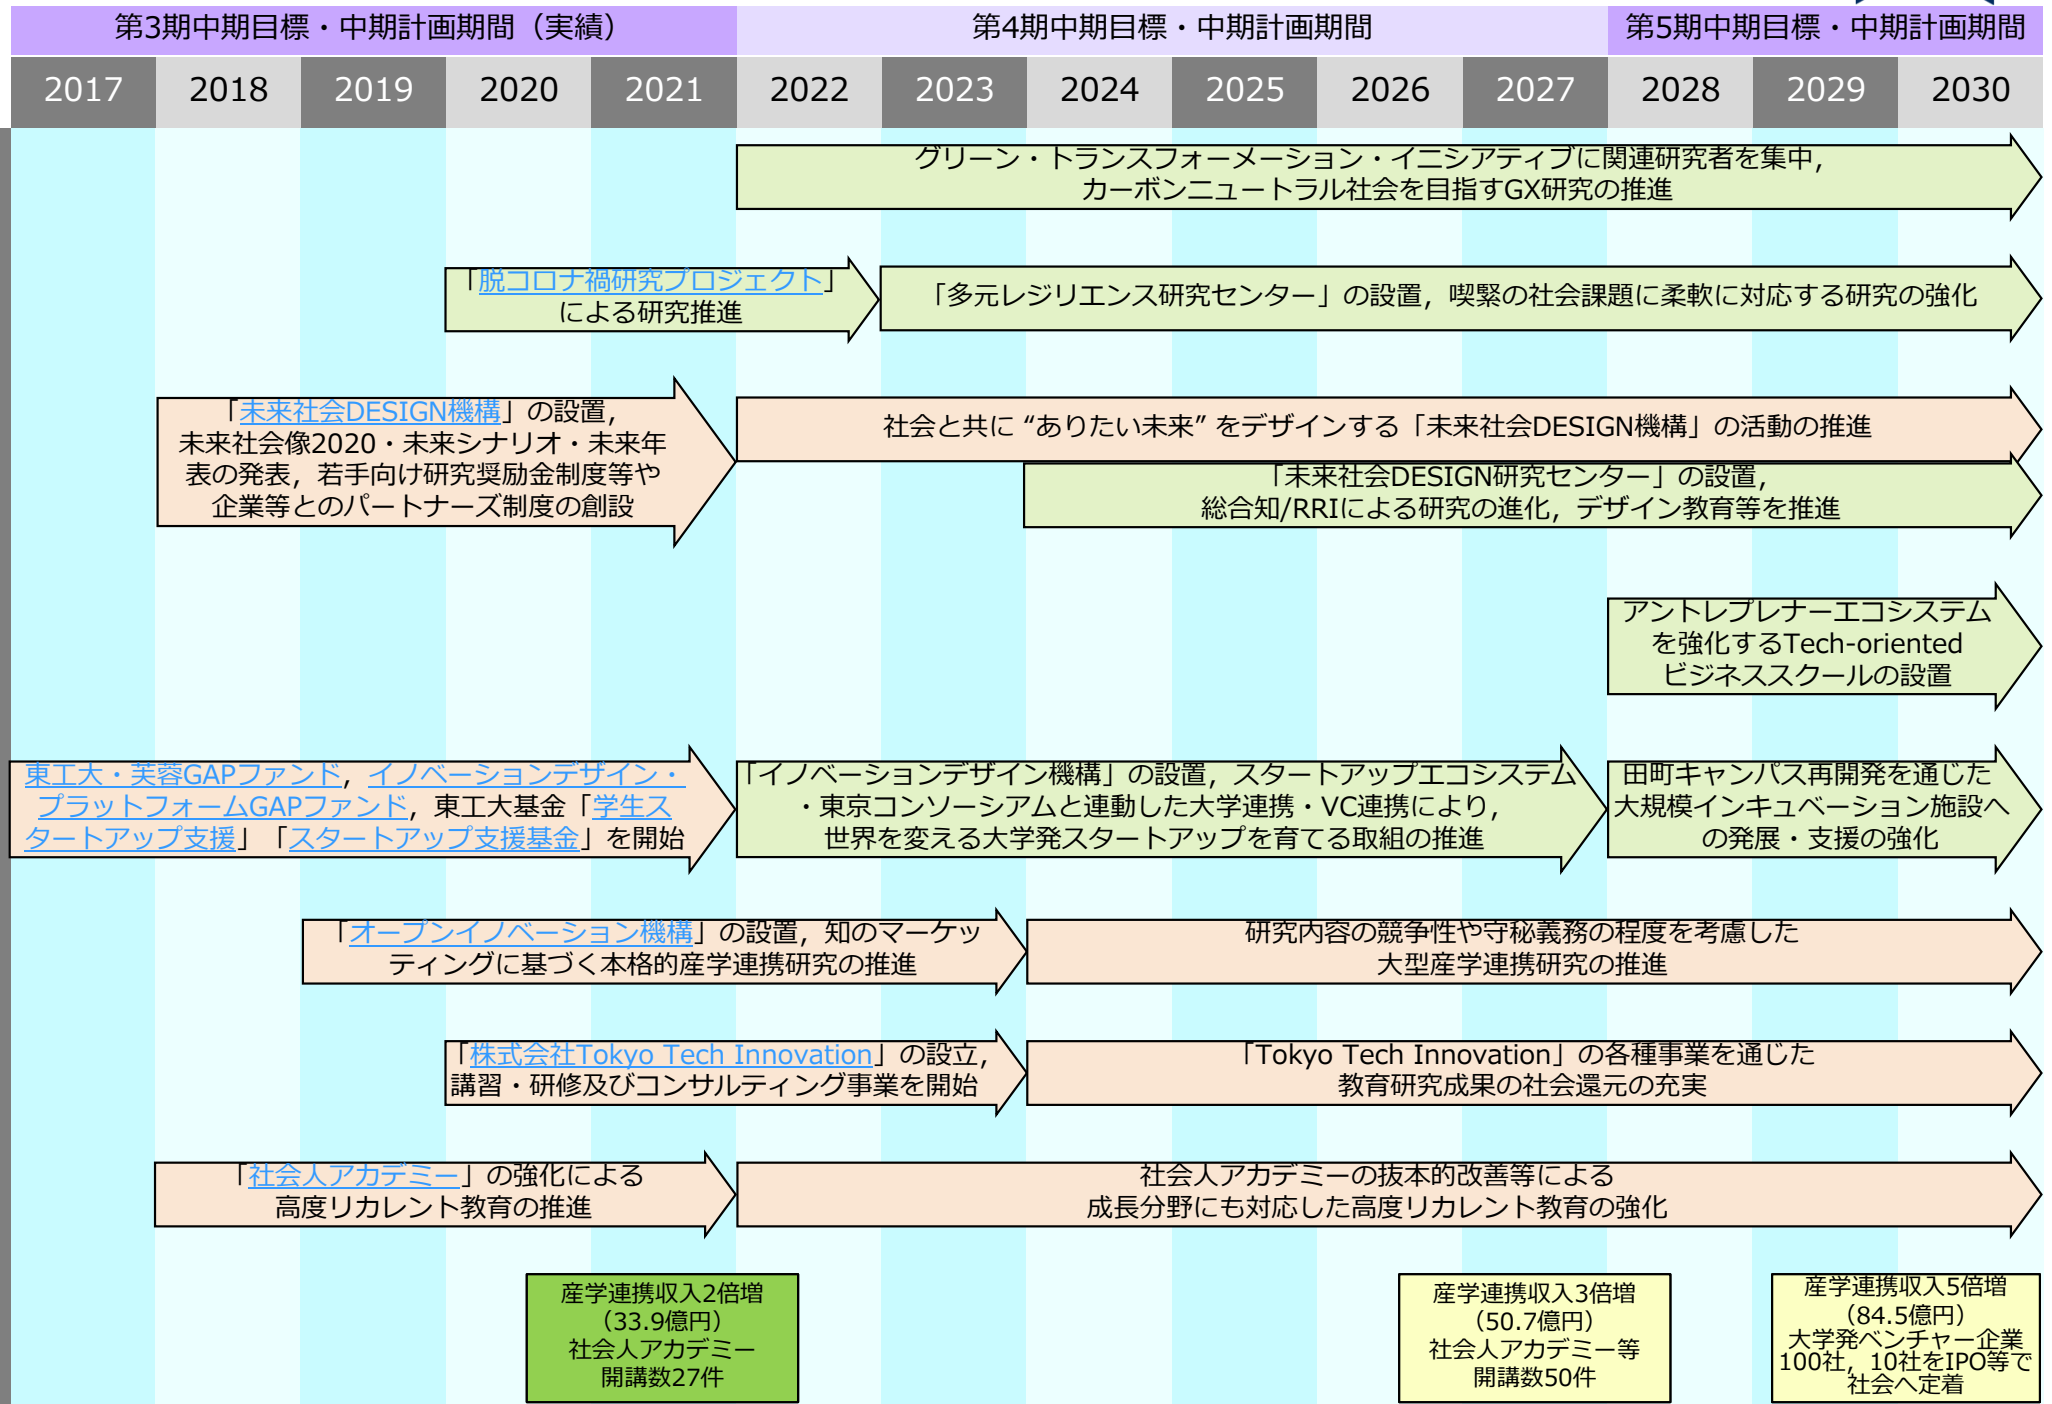 第3期中期目標・中期計画期間（実績）
第4期中期目標・中期計画期間
第5期中期目標・中期計画期間
2017 2018 2019 2020 2021 2022 2023 2024 2025 2026 2027 2028 2029 2030
グリーン・トランスフォーメーション・イニシアティブに関連研究者を集中，
カーボンニュートラル社会を目指すGX研究の推進
「脱コロナ禍研究プロジェクト」
による研究推進
「多元レジリエンス研究センター」の設置，喫緊の社会課題に柔軟に対応する研究の強化
「未来社会DESIGN機構」の設置，
未来社会像2020・未来シナリオ・未来年
表の発表，若手向け研究奨励金制度等や
企業等とのパートナーズ制度の創設
社会と共に “ありたい未来” をデザインする「未来社会DESIGN機構」の活動の推進
「未来社会DESIGN研究センター」の設置，
総合知/RRIによる研究の進化，デザイン教育等を推進
アントレプレナーエコシステム
を強化するTech-oriented
ビジネススクールの設置
東工大・芙蓉GAPファンド，イノベーションデザイン・
プラットフォームGAPファンド，東工大基金「学生ス
タートアップ支援」「スタートアップ支援基金」を開始
「イノベーションデザイン機構」の設置，スタートアップエコシステム
・東京コンソーシアムと連動した大学連携・VC連携により，
世界を変える大学発スタートアップを育てる取組の推進
田町キャンパス再開発を通じた
大規模インキュベーション施設へ
の発展・支援の強化
「オープンイノベーション機構」の設置，知のマーケッ
ティングに基づく本格的産学連携研究の推進
研究内容の競争性や守秘義務の程度を考慮した
大型産学連携研究の推進
「株式会社Tokyo Tech Innovation」の設立，
講習・研修及びコンサルティング事業を開始
「Tokyo Tech Innovation」の各種事業を通じた
教育研究成果の社会還元の充実
「社会人アカデミー」の強化による
高度リカレント教育の推進
社会人アカデミーの抜本的改善等による
成長分野にも対応した高度リカレント教育の強化
産学連携収入2倍増
（33.9億円）
社会人アカデミー
開講数27件
産学連携収入3倍増
（50.7億円）
社会人アカデミー等
開講数50件
産学連携収入5倍増
（84.5億円）
大学発ベンチャー企業
100社，10社をIPO等で
社会へ定着